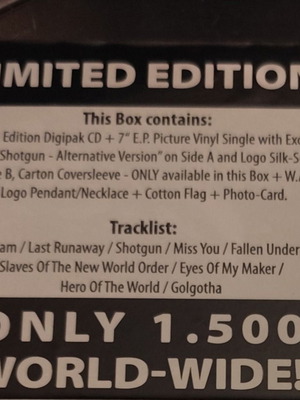 IMITED EDITION
This Box contains:
Edition Digipak CD + 7" E.P. Picture Vinyl Single with Exc
Shotgun - Alternative Version" on Side A and Logo Silk-S
e B, Carton Coversleeve - ONLY available in this Box + W.A
Logo Pendant/Necklace + Cotton Flag + Photo-Card.
Tracklist:
am / Last Runaway / Shotgun / Miss You / Fallen Under
Slaves Of The New World Order / Eyes Of My Maker /
Hero Of The World / Golgotha
ONLY 1.500
WORLD-WIDE!